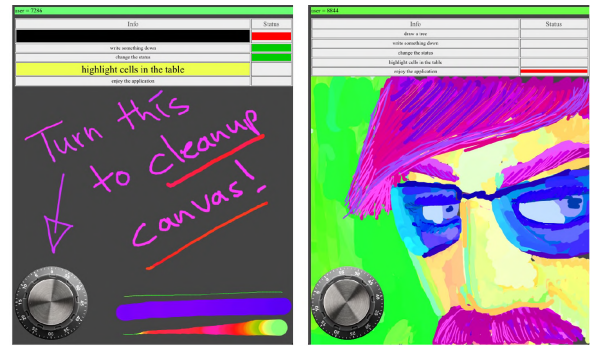 user = 7286
Info Status
write something down
change the status
highlight cells in the table
enjoy the application
Turn this
to cleanup
canvas!
user = 8844
Info Status
draw a tree
write something down
change the status
highlight cells in the table
enjoy the application